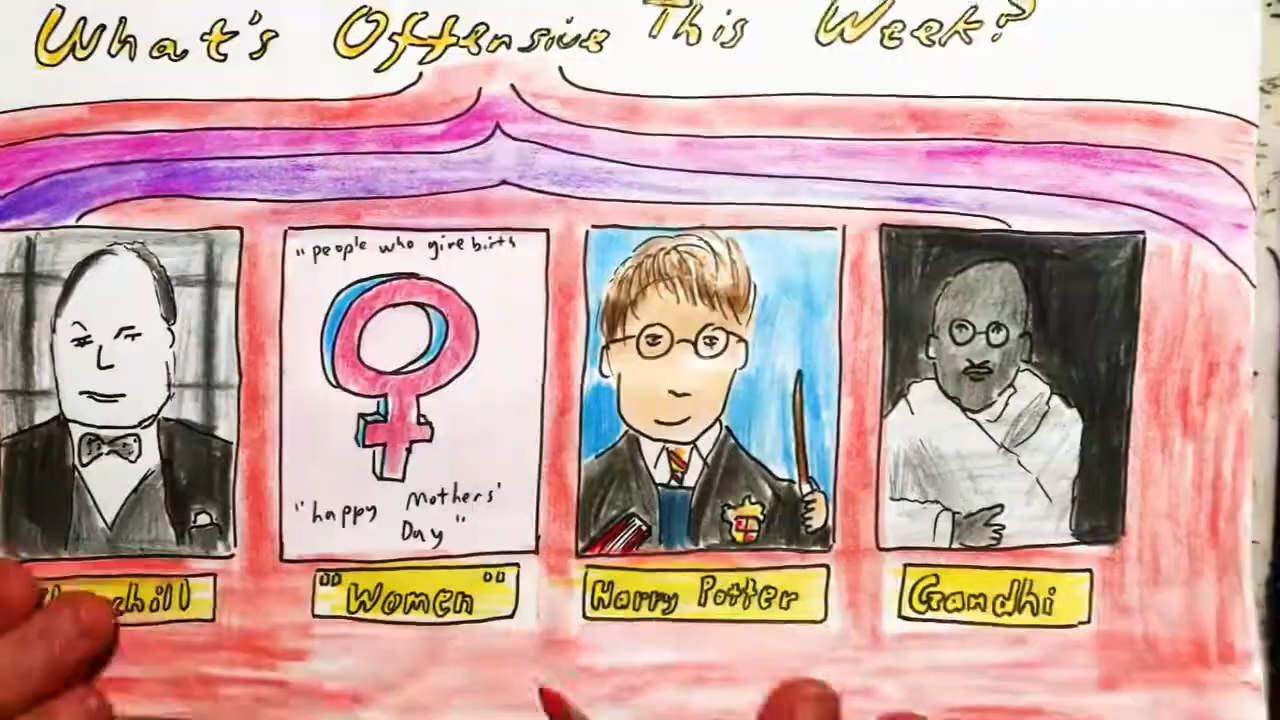 What's Offensive This Week?
"people who give birth
"happy Mothers'
Day"
"Women"
Harry Potter
Gandhi